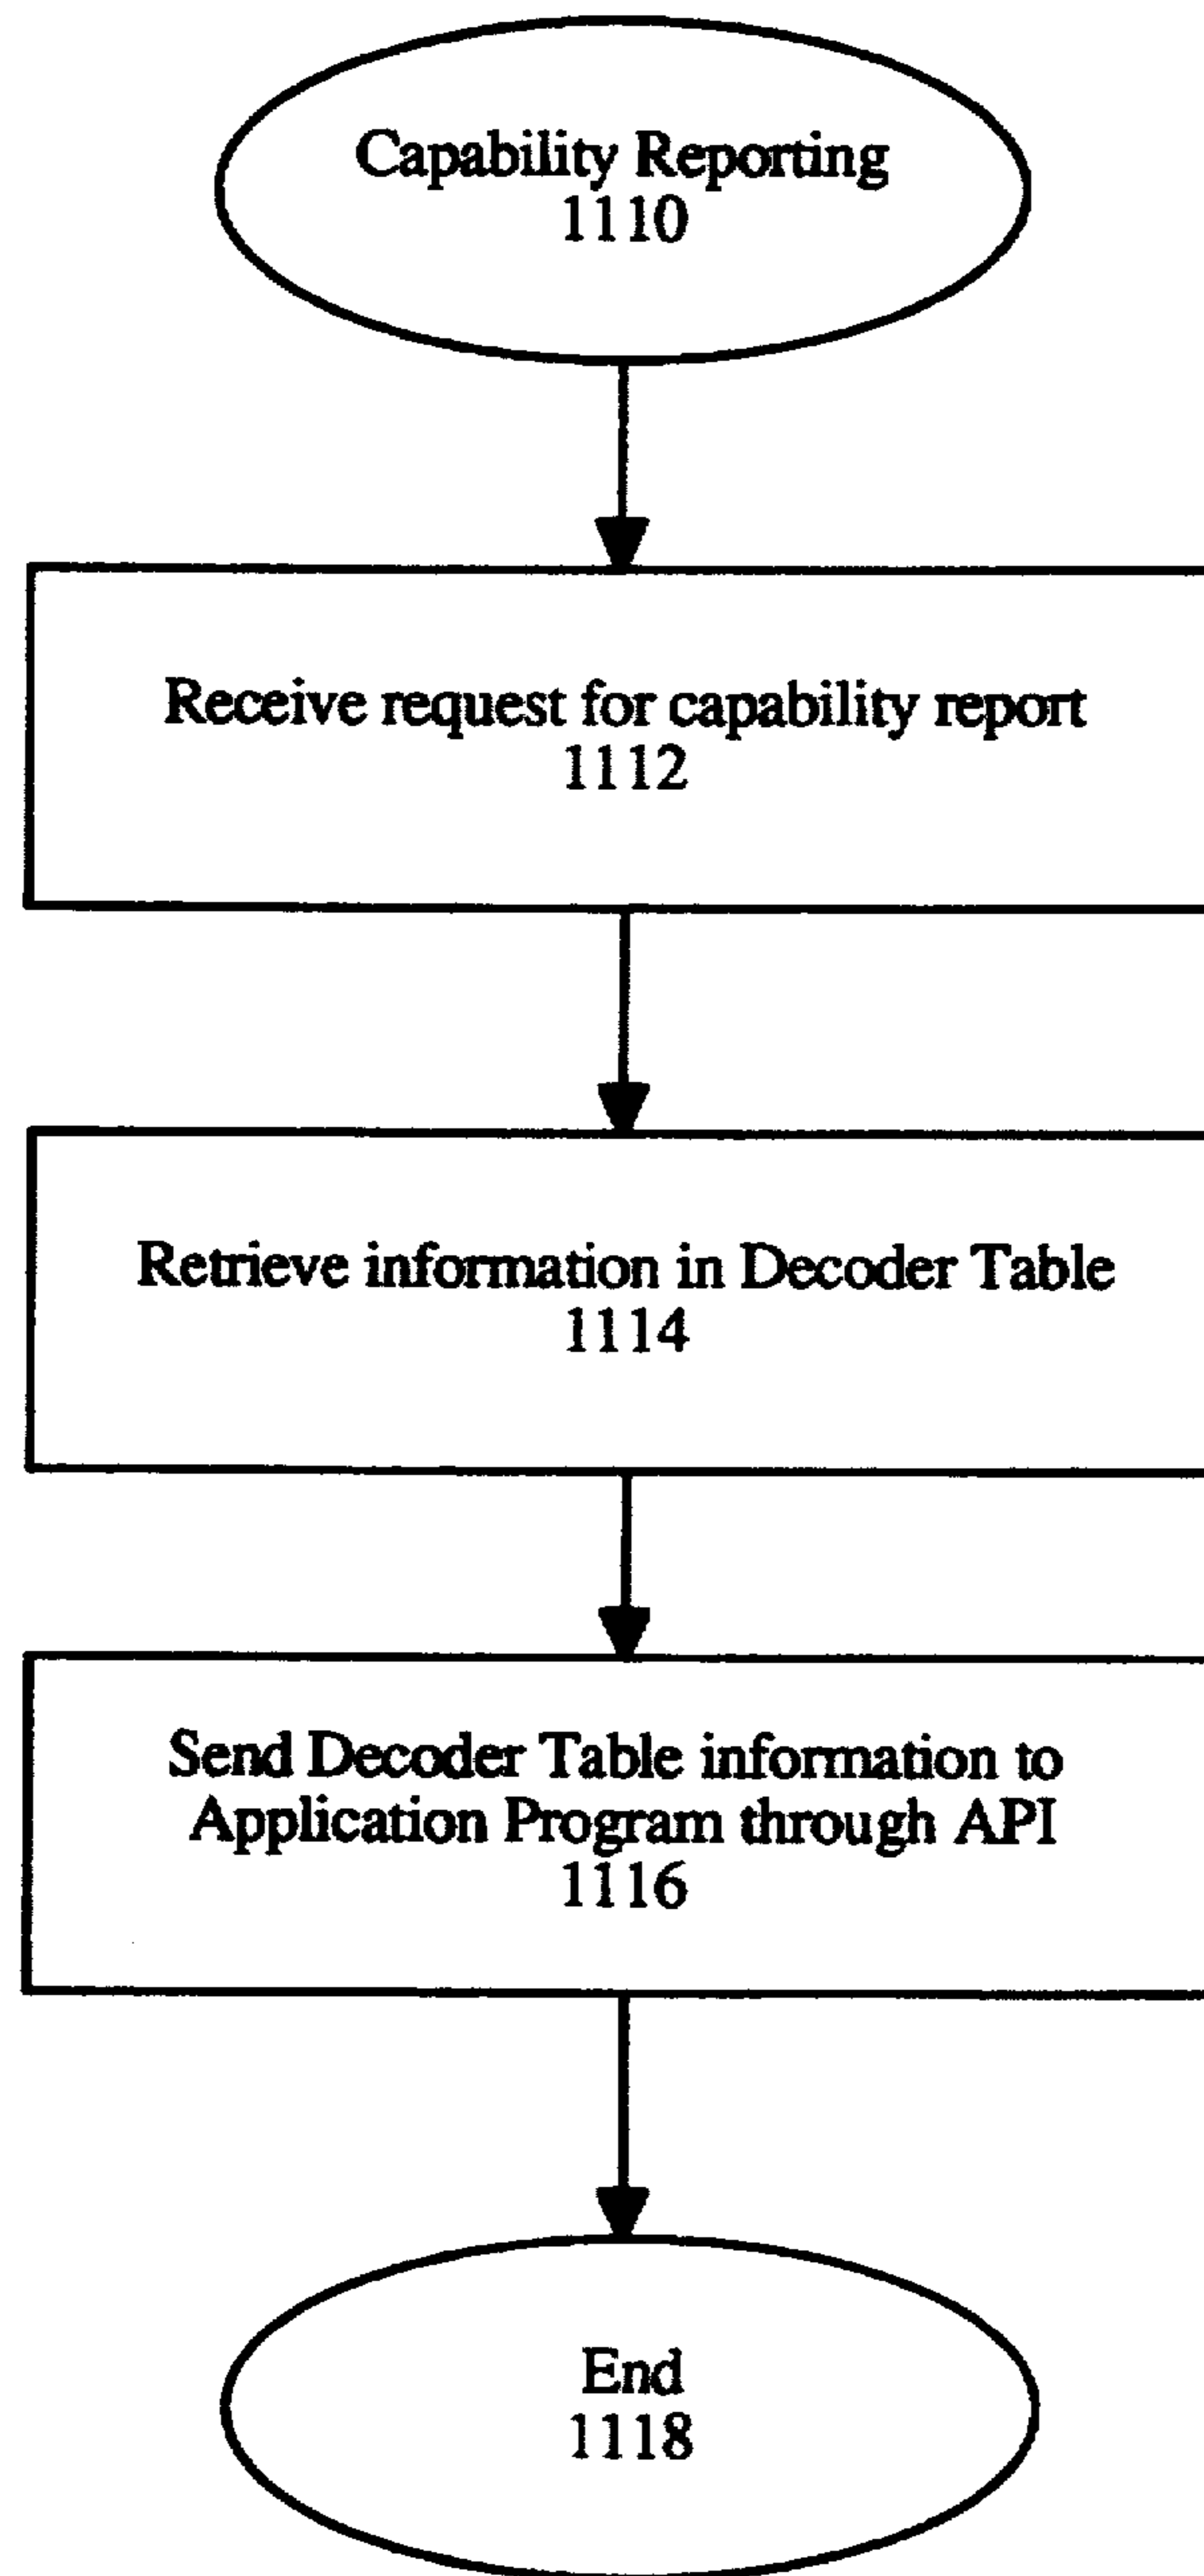 Capability Reporting
1110
Receive request for capability report
1112
Retrieve information in Decoder Table
1114
Send Decoder Table information to
Application Program through API
1116
End
1118